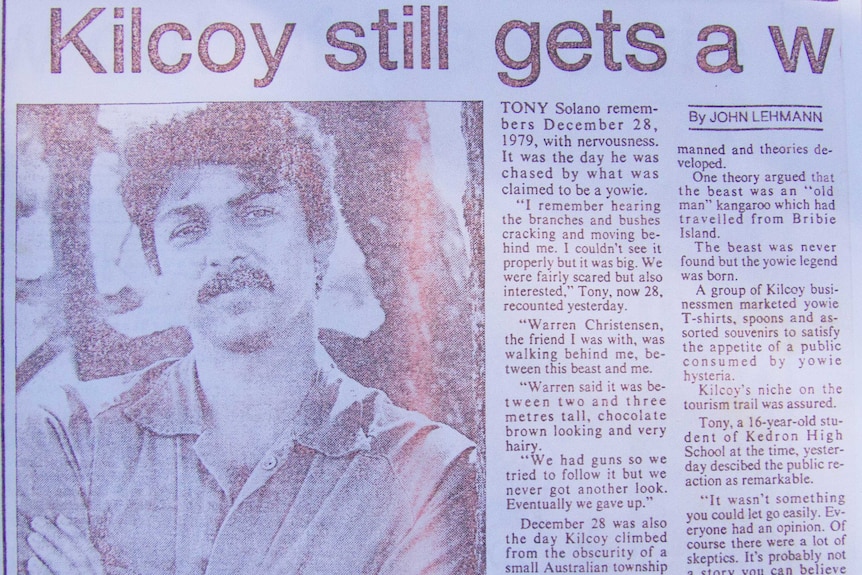 Kilcoy still gets a w
TONY Solano remem-
bers December 28,
1979, with nervousness.
It was the day he was
chased by what was
claimed to be a yowie.
"I remember hearing
the branches and bushes
cracking and moving be-
hind me. I couldn't see it
properly but it was big. We
were fairly scared but also
interested," Tony, now 28,
recounted yesterday.
"Warren Christensen,
the friend I was with, was
walking behind me, be-
tween this beast and me.
"Warren said it was be-
tween two and three
metres tall, chocolate
brown looking and very
hairy.
"We had guns so we
tried to follow it but we
never got another look.
Eventually we gave up."
December 28 was also
the day Kilcoy climbed
from the obscurity of a
small Australian township
By JOHN LEHMANN
manned and theories de-
veloped.
One theory argued that
the beast was an "old
man" kangaroo which had
travelled from Bribie
Island.
The beast was never
found but the yowie legend
was born.
A group of Kilcoy busi-
nessmen marketed yowie
T-shirts, spoons and as-
sorted souvenirs to satisfy
the appetite of a public
consumed by yowie
hysteria.
Kilcoy's niche on the
tourism trail was assured.
Tony, a 16-year-old stu-
dent of Kedron High
School at the time, yester-
day descibed the public re-
action as remarkable.
"It wasn't something
you could let go easily. Ev-
eryone had an opinion. Of
course there were a lot of
skeptics. It's probably not
a story you can believe